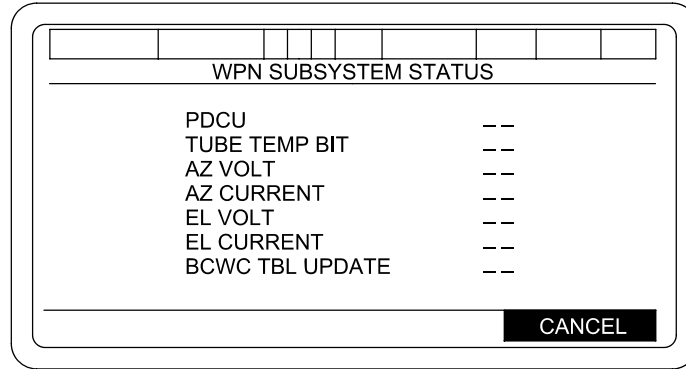 WPN SUBSYSTEM STATUS
PDCU _ _
TUBE TEMP BIT _ _
AZ VOLT _ _
AZ CURRENT _ _
EL VOLT _ _
EL CURRENT _ _
BCWC TBL UPDATE _ _
CANCEL